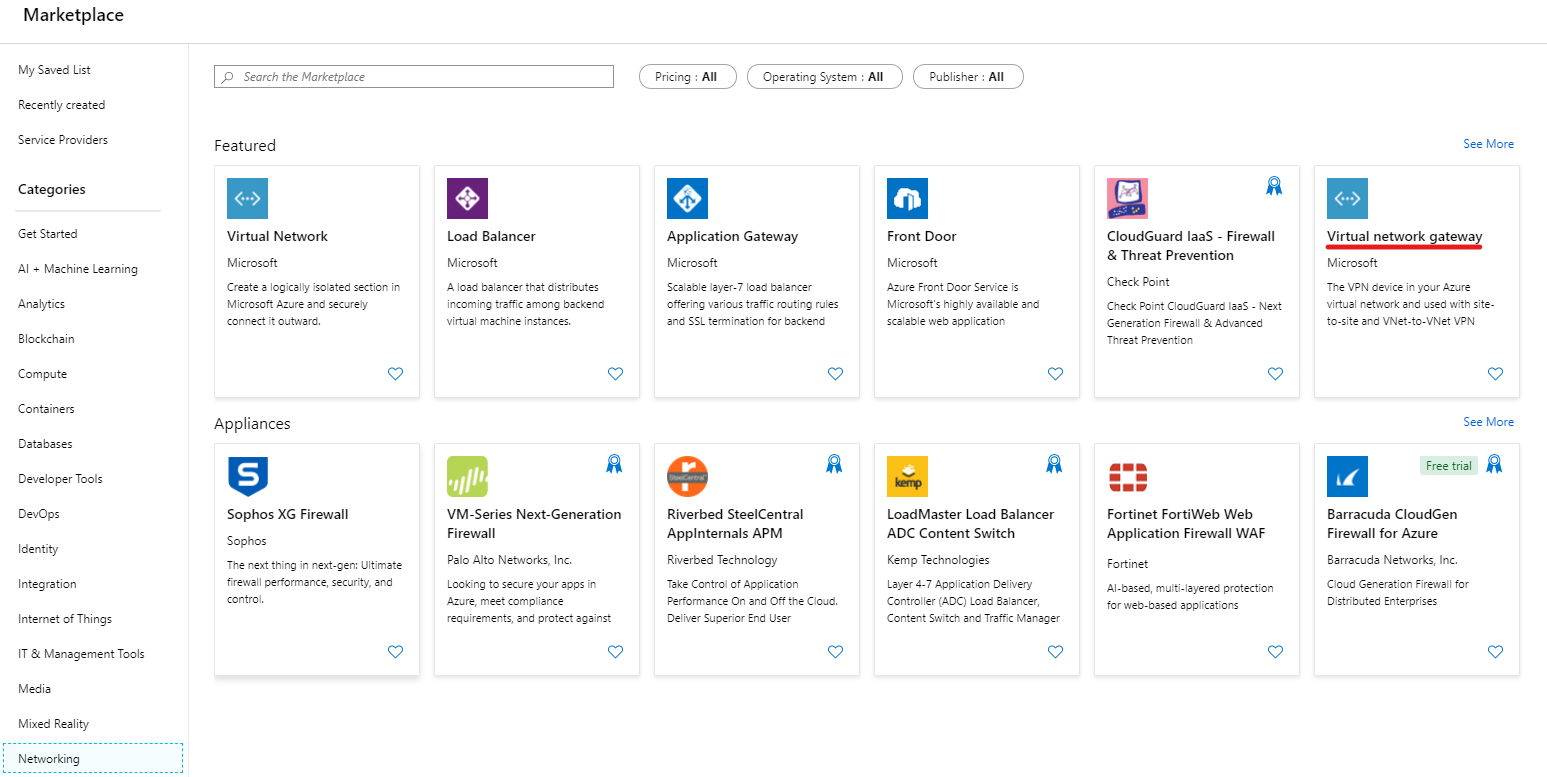 Marketplace
My Saved List
Recently created
Service Providers
Categories
Get Started
AI + Machine Learning
Analytics
Blockchain
Compute
Containers
Databases
Developer Tools
DevOps
Identity
Integration
Internet of Things
IT & Management Tools
Media
Mixed Reality
Networking
Search the Marketplace
Pricing : All
Operating System : All
Publisher : All
Featured
See More
Virtual Network
Microsoft
Create a logically isolated section in
Microsoft Azure and securely
connect it outward.
Load Balancer
Microsoft
A load balancer that distributes
incoming traffic among backend
virtual machine instances.
Application Gateway
Microsoft
Scalable layer-7 load balancer
offering various traffic routing rules
and SSL termination for backend
Front Door
Microsoft
Azure Front Door Service is
Microsoft's highly available and
scalable web application
CloudGuard IaaS - Firewall
& Threat Prevention
Check Point
Check Point CloudGuard IaaS - Next
Generation Firewall & Advanced
Threat Prevention
Virtual network gateway
Microsoft
The VPN device in your Azure
virtual network and used with site-
to-site and VNet-to-VNet VPN
Appliances
See More
S
Sophos XG Firewall
Sophos
The next thing in next-gen: Ultimate
firewall performance, security, and
control.
VM-Series Next-Generation
Firewall
Palo Alto Networks, Inc.
Looking to secure your apps in
Azure, meet compliance
requirements, and protect against
r
SteelCentral
Riverbed SteelCentral
AppInternals APM
Riverbed Technology
Take Control of Application
Performance On and Off the Cloud.
Deliver Superior End User
kemp
LoadMaster Load Balancer
ADC Content Switch
Kemp Technologies
Layer 4-7 Application Delivery
Controller (ADC) Load Balancer,
Content Switch and Traffic Manager
Fortinet FortiWeb Web
Application Firewall WAF
Fortinet
AI-based, multi-layered protection
for web-based applications
Free trial
Barracuda CloudGen
Firewall for Azure
Barracuda Networks, Inc.
Cloud Generation Firewall for
Distributed Enterprises